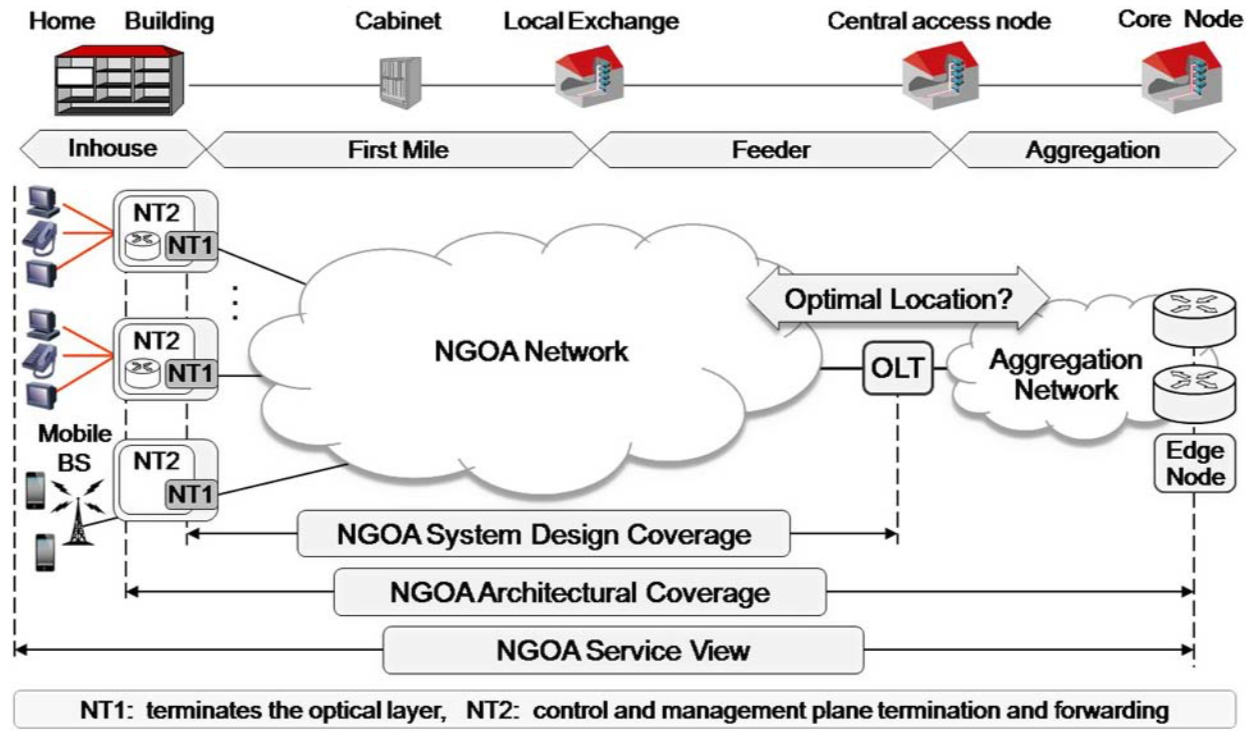 Home Building Cabinet Local Exchange Central access node Core Node
Inhouse First Mile Feeder Aggregation
NT2
NT1
Optimal Location?
NT2
NT1
NGOA Network
OLT
Aggregation
Network
Mobile
BS
NT2
NT1
Edge
Node
NGOA System Design Coverage
NGOA Architectural Coverage
NGOA Service View
NT1: terminates the optical layer, NT2: control and management plane termination and forwarding